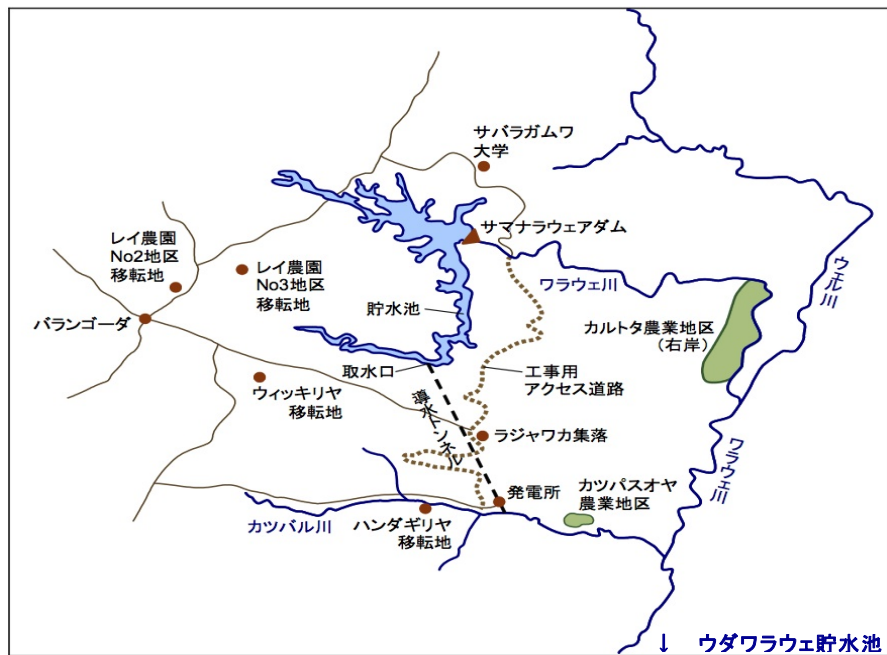 サバラガムワ
大学
サマナラウェアダム
レイ農園
No2地区
移転地
レイ農園
No3地区
移転地
バランゴーダ
貯水池
ワラウェ川
ウエル川
カルトタ農業地区
(右岸)
取水口
工事用
アクセス道路
ウィッキリヤ
移転地
導水トンネル
ラジャワカ集落
ワラウェ川
発電所
カツパスオヤ
農業地区
カツバル川
ハンダギリヤ
移転地
↓ ウダワラウェ貯水池